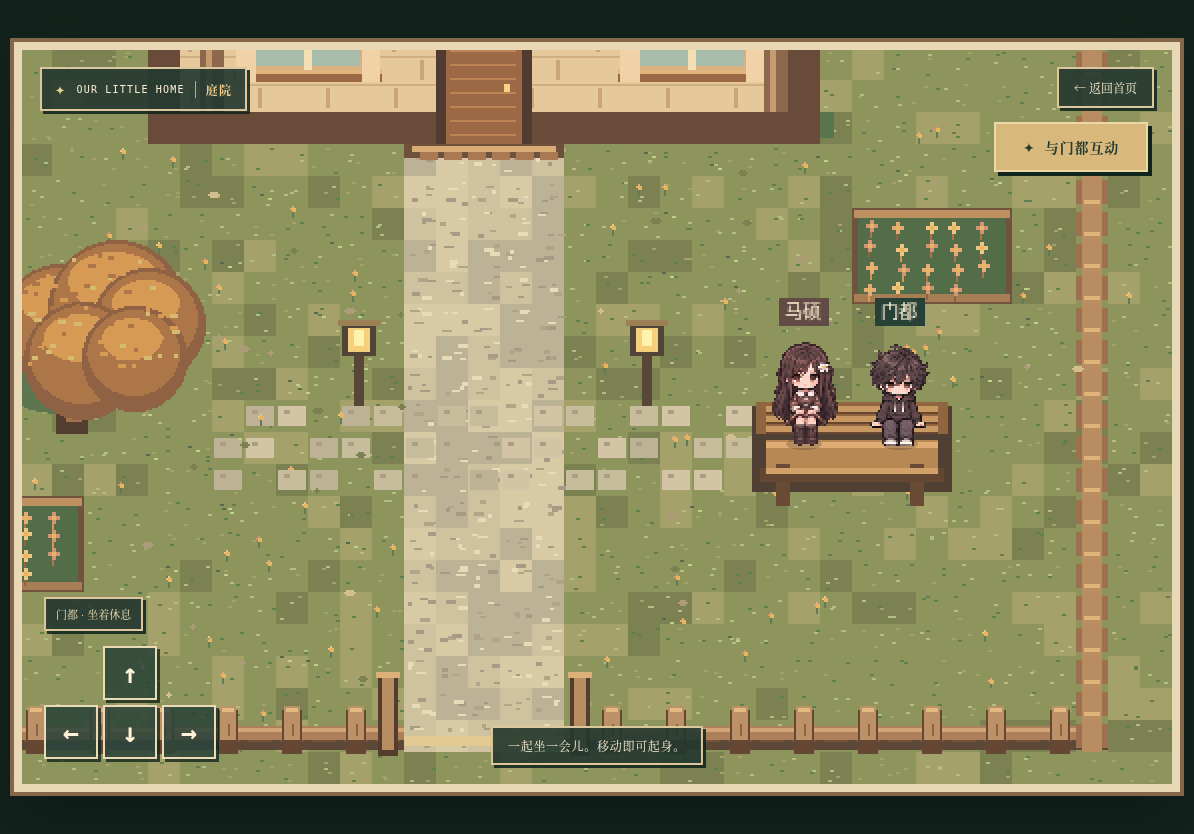 ✦ OUR LITTLE HOME | 庭院
← 返回首页
✦ 与门都互动
马硕
门都
门都 · 坐着休息
↑
← ↓ →
一起坐一会儿。移动即可起身。